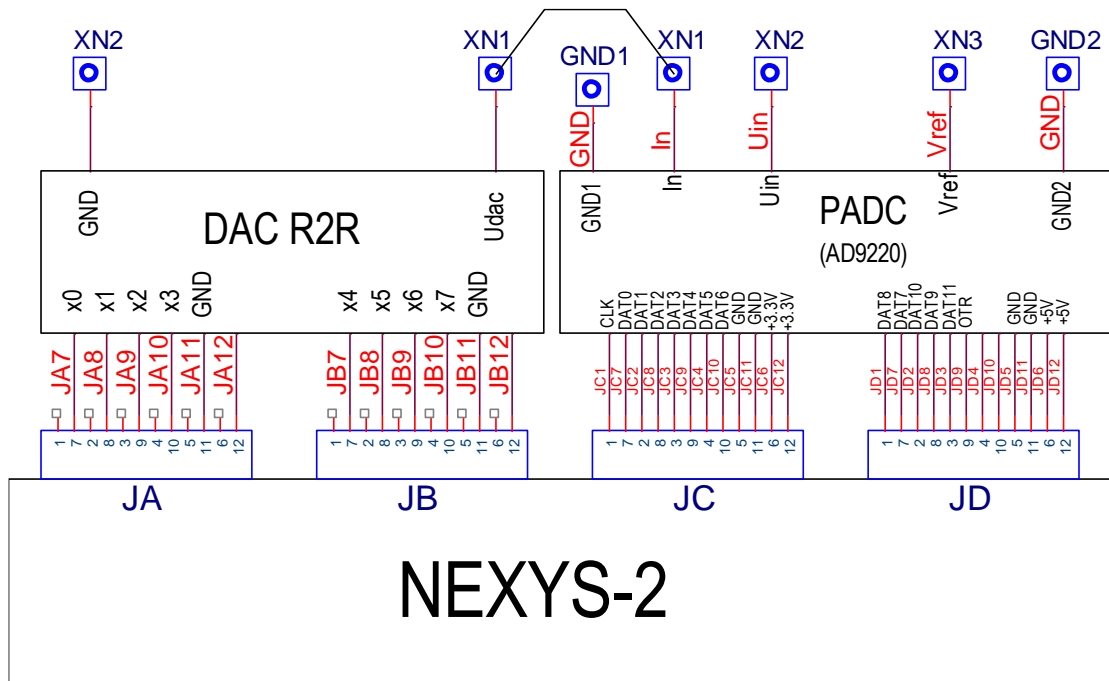 XN2
XN1
GND1
XN1
XN2
XN3
GND2
GND
In
Uin
Vref
GND
GND
Udac
GND1
In
Uin
Vref
GND2
DAC R2R
PADC
(AD9220)
x0
x1
x2
x3
GND
x4
x5
x6
x7
GND
CLK
DAT0
DAT1
DAT2
DAT3
DAT4
DAT5
DAT6
GND
GND
+3.3V
+3.3V
DAT8
DAT7
DAT10
DAT9
DAT11
OTR
GND
GND
+5V
+5V
JA7
JA8
JA9
JA10
JA11
JA12
JB7
JB8
JB9
JB10
JB11
JB12
JC1
JC7
JC2
JC8
JC3
JC9
JC4
JC10
JC5
JC11
JC6
JC12
JD1
JD7
JD2
JD8
JD3
JD9
JD4
JD10
JD5
JD11
JD6
JD12
1 7 2 8 3 9 4 10 5 11 6 12
1 7 2 8 3 9 4 10 5 11 6 12
1 7 2 8 3 9 4 10 5 11 6 12
1 7 2 8 3 9 4 10 5 11 6 12
JA
JB
JC
JD
NEXYS-2